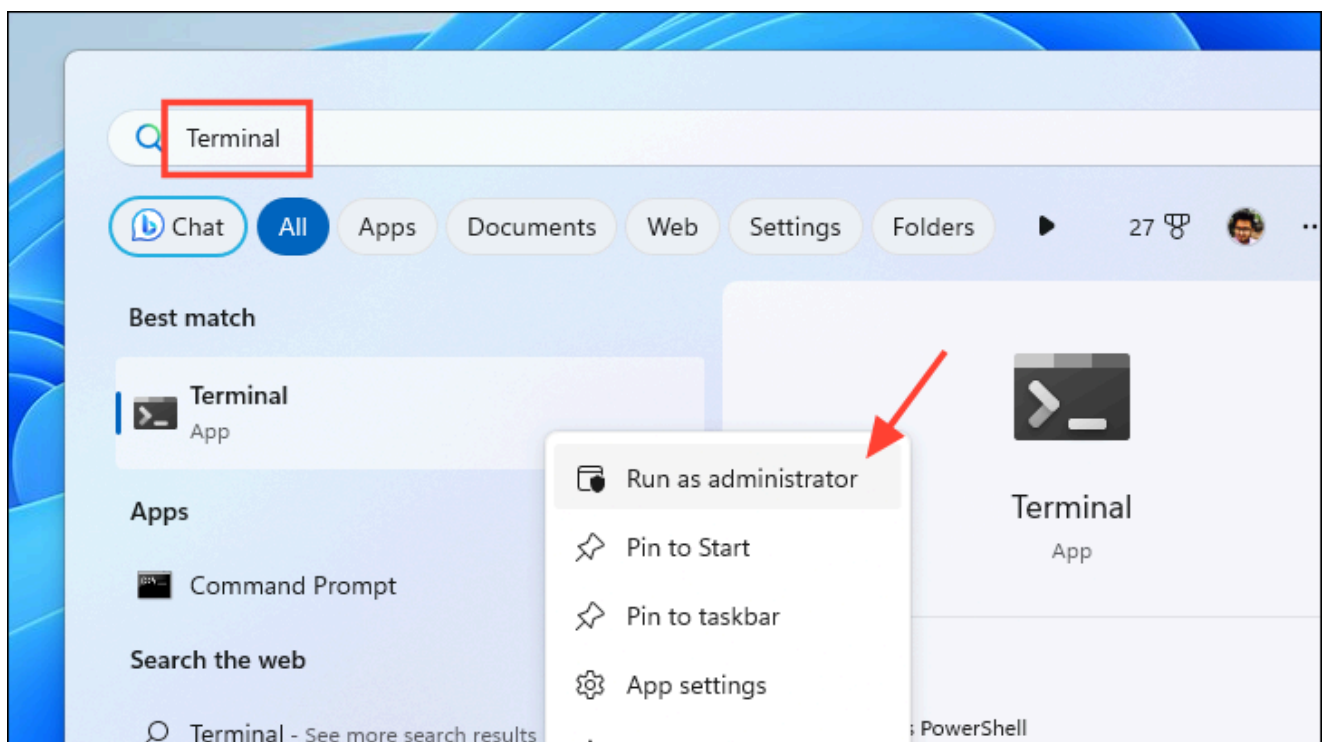 Terminal
Chat All Apps Documents Web Settings Folders 27
Best match
Terminal
App
Run as administrator
Terminal
Apps
Pin to Start
App
Command Prompt
Pin to taskbar
Search the web
App settings
Terminal - See more search results
PowerShell